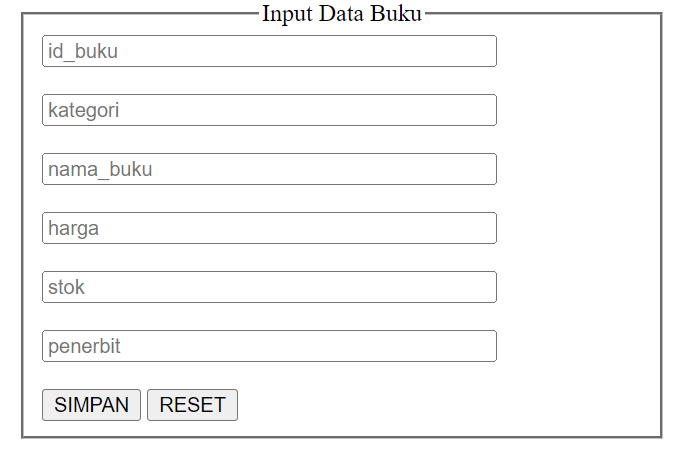 Input Data Buku
id_buku
kategori
nama_buku
harga
stok
penerbit
SIMPAN RESET